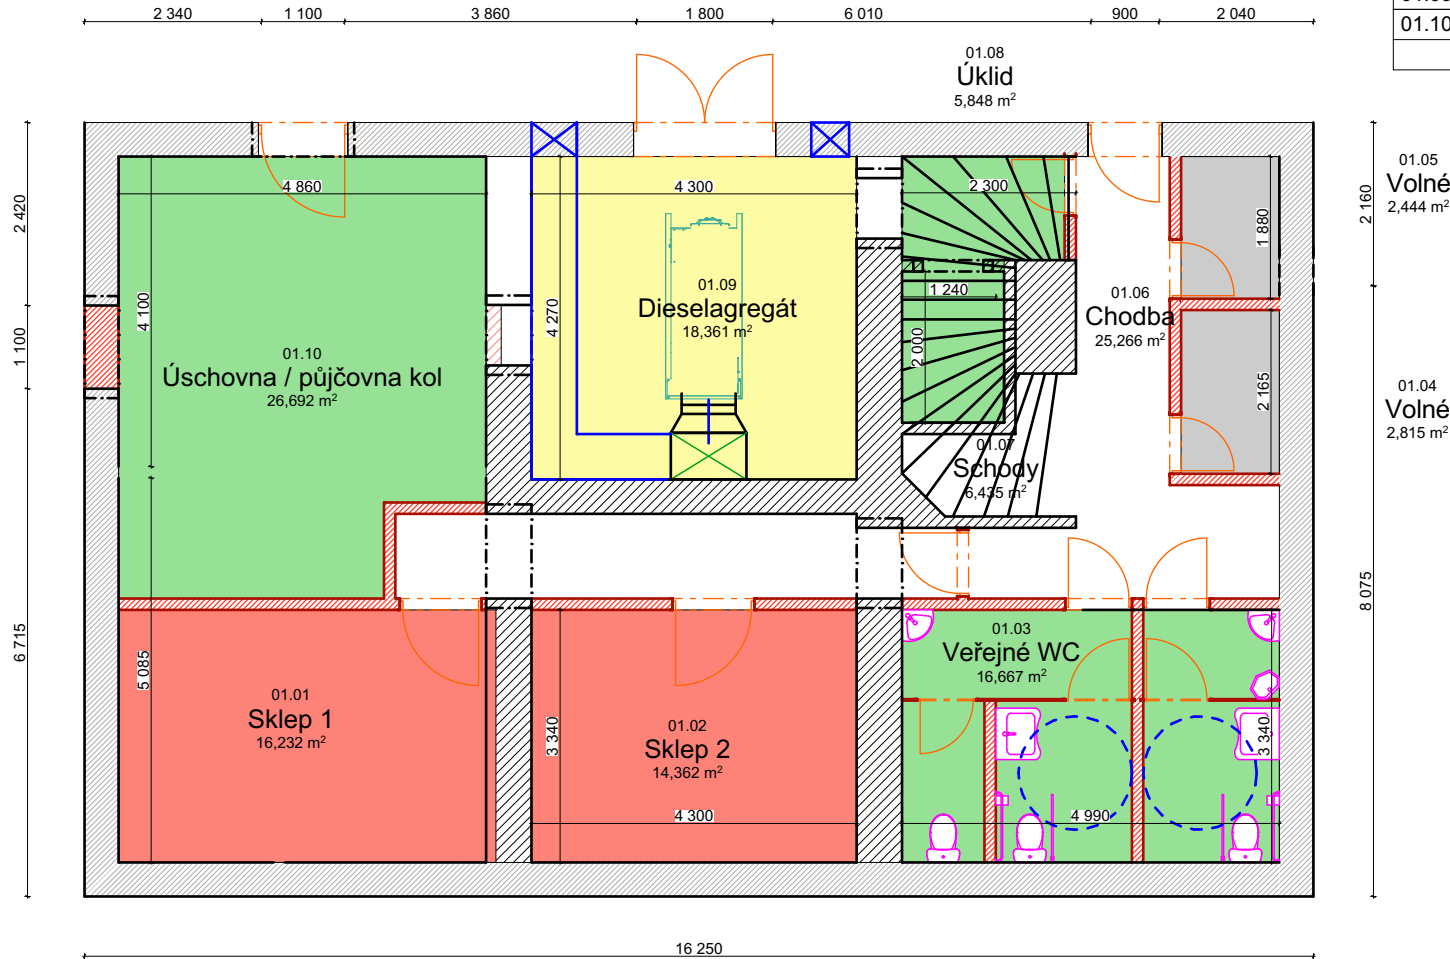 2 340
1 100
3 860
1 800
6 010
900
2 040
01.10
01.08
Úklid
5,848 m²
01.05
Volné
2,444 m²
2 420
2 160
4 860
4 300
2 300
1 880
01.09
Dieselagregát
18,361 m²
1 240
01.06
Chodba
25,266 m²
4 100
4 270
1 100
2 000
01.10
Úschovna / půjčovna kol
26,692 m²
2 165
01.04
Volné
2,815 m²
01.07
Schody
6,435 m²
8 075
6 715
5 085
01.03
Veřejné WC
16,667 m²
01.01
Sklep 1
16,232 m²
01.02
Sklep 2
14,362 m²
3 340
3 340
4 300
4 990
16 250